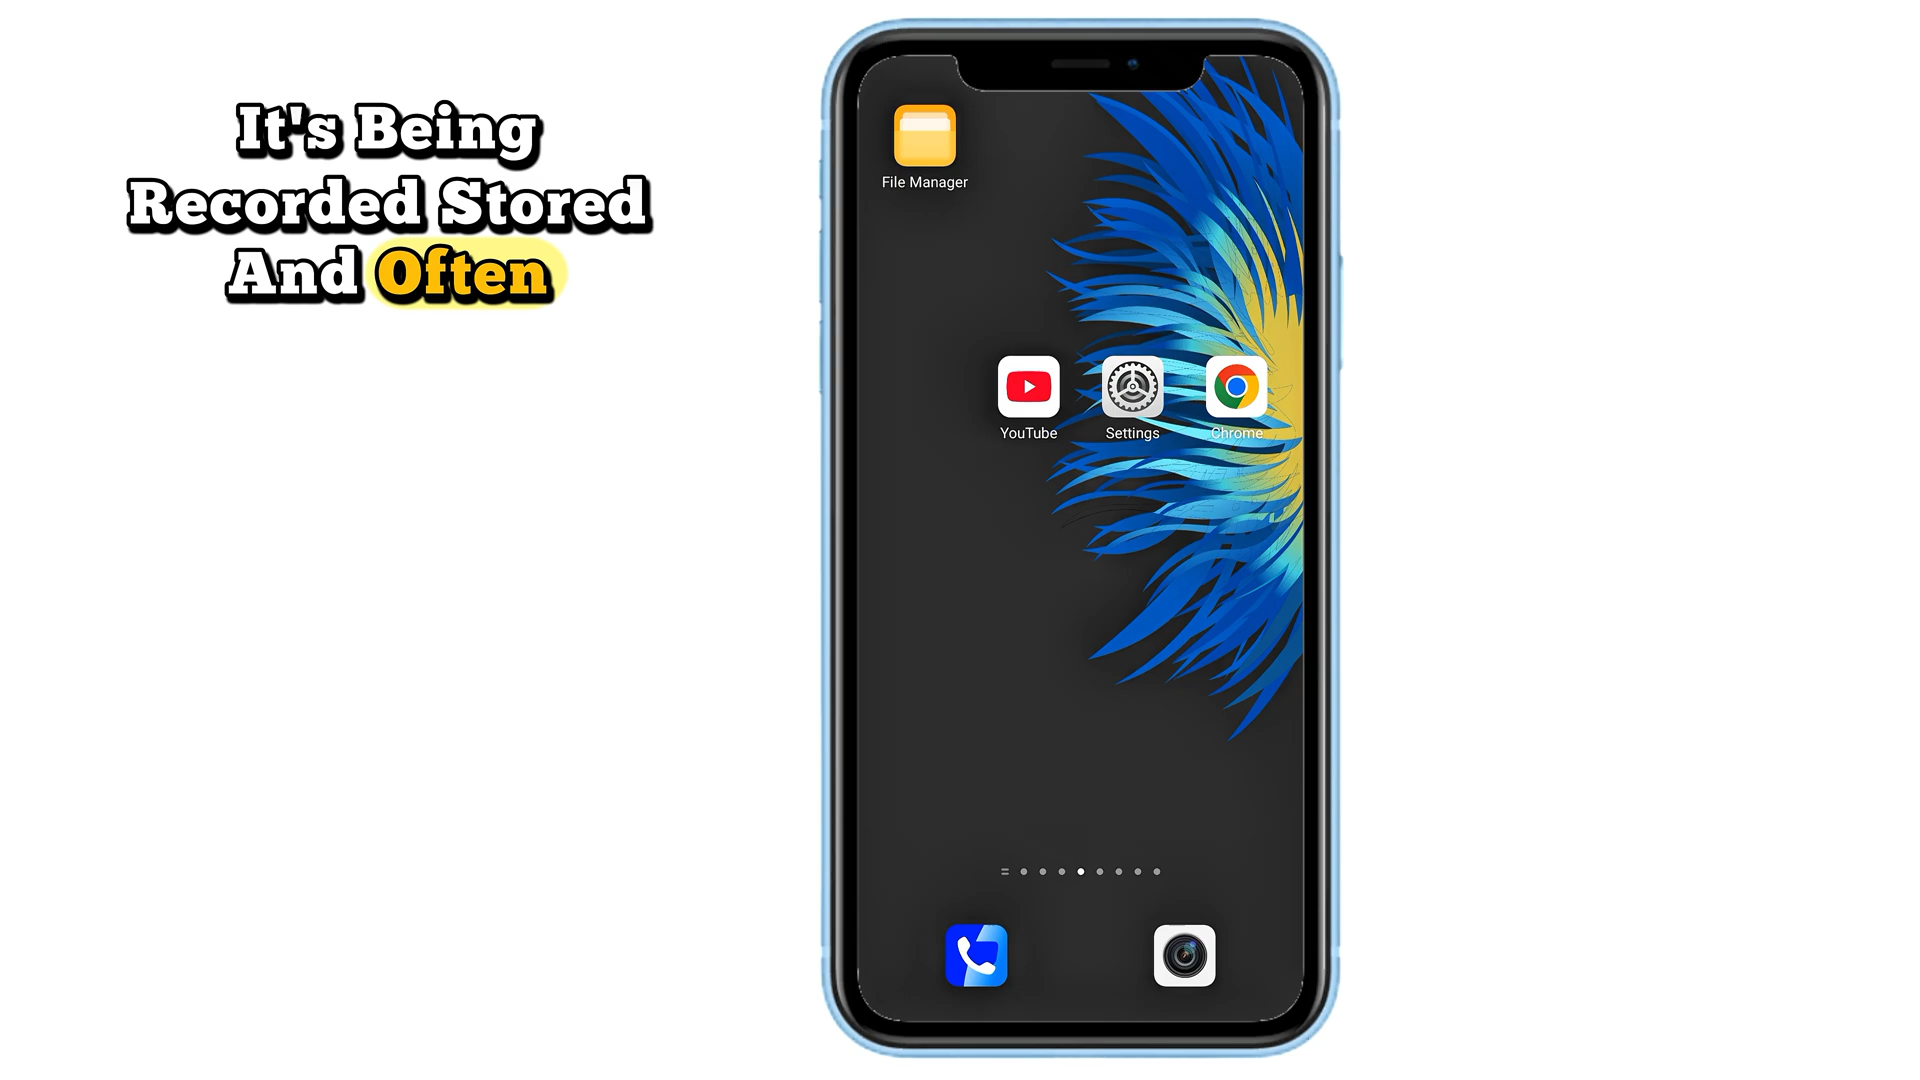 It's Being
Recorded Stored
And Often
File Manager
YouTube Settings Chrome